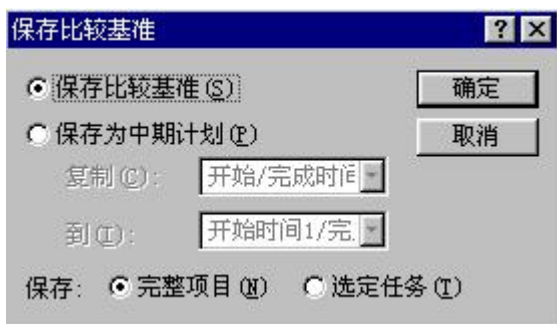 保存比较基准
保存比较基准(S) 确定
保存为中期计划(P) 取消
复制(C): 开始/完成时间
到(I): 开始时间1/完
保存: 完整项目(N) 选定任务(T)